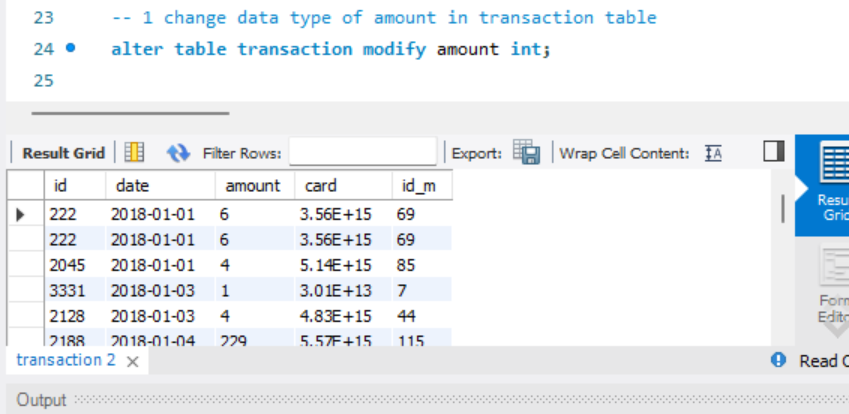 23 -- 1 change data type of amount in transaction table
24 alter table transaction modify amount int;
25
Result Grid Filter Rows: Export: Wrap Cell Content:
id date amount card id_m
222 2018-01-01 6 3.56E+15 69
222 2018-01-01 6 3.56E+15 69
2045 2018-01-01 4 5.14E+15 85
3331 2018-01-03 1 3.01E+13 7
2128 2018-01-03 4 4.83E+15 44
2188 2018-01-04 229 5.57E+15 115
Resu
Grid
Form
Edito
transaction 2 Read O
Output